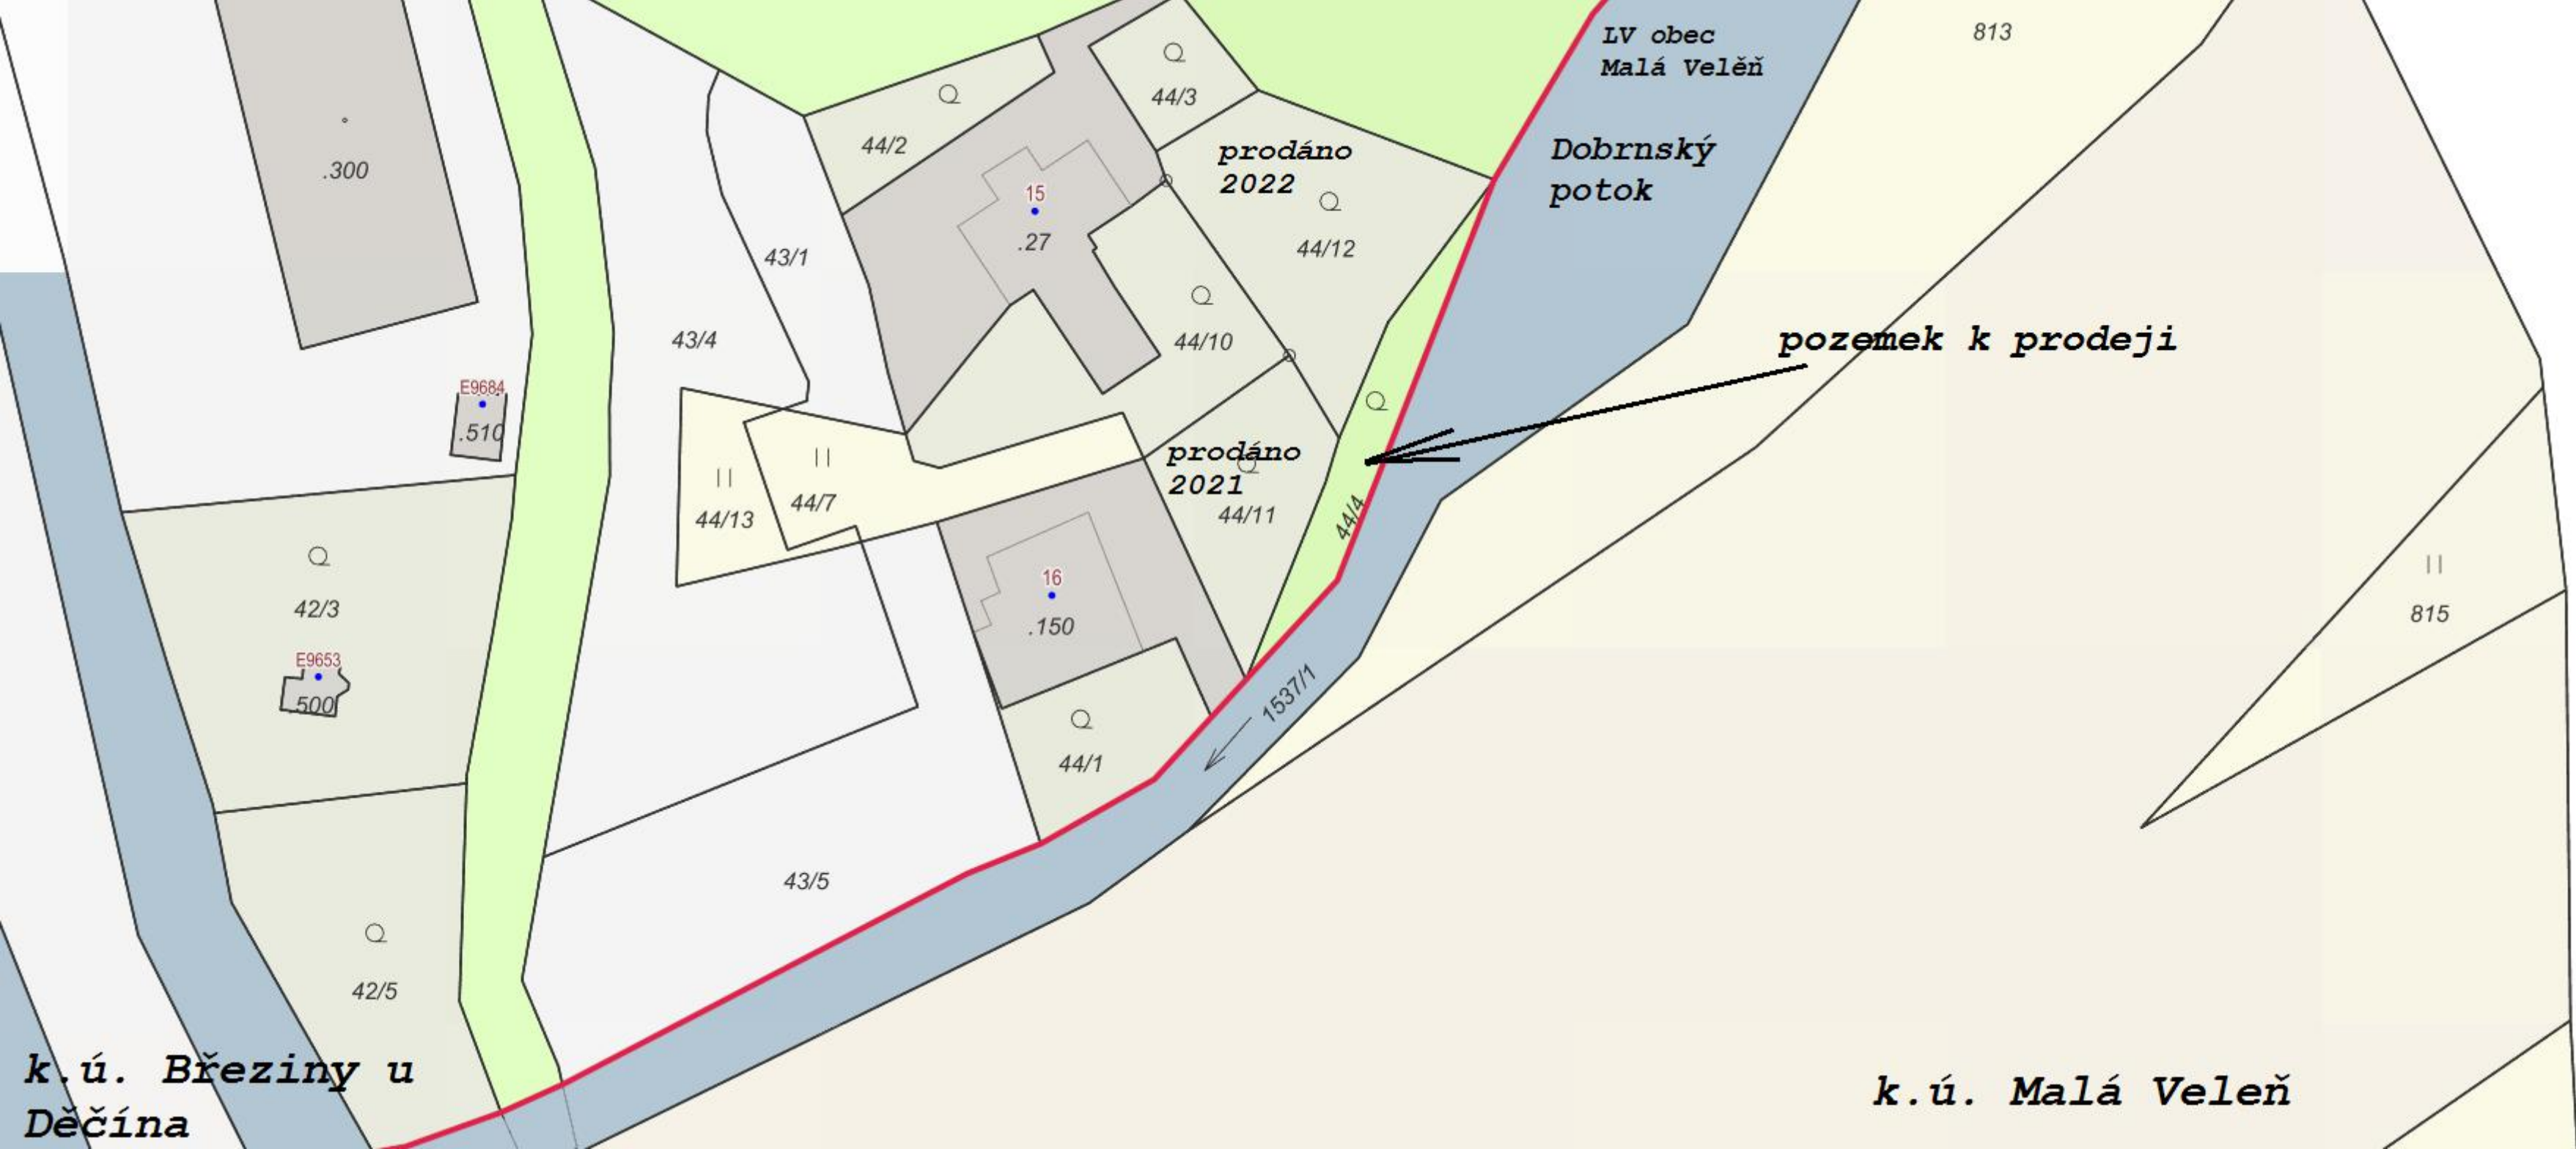 LV obec
Malá Velěň
813
44/3
44/2
prodáno
2022
Dobrnský
potok
.300
15
.27
44/12
43/1
43/4
44/10
pozemek k prodeji
E9684
.510
prodáno
2021
44/13
44/7
44/11
44/4
16
.150
42/3
E9653
.500
815
1537/1
44/1
43/5
42/5
k.ú. Březiny u
Děčína
k.ú. Malá Veleň